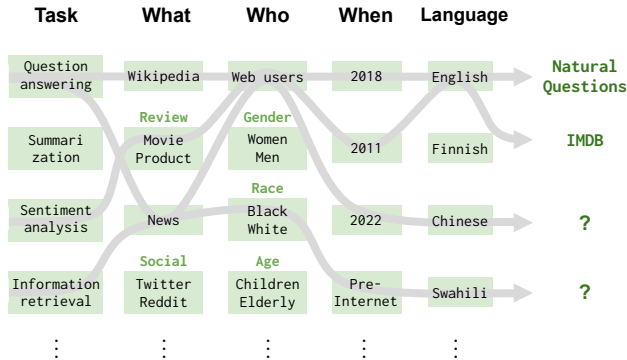 Task What Who When Language
Question
answering
Wikipedia
Web users
2018
English
Natural
Questions
Summari
zation
Review
Movie
Product
Gender
Women
Men
2011
Finnish
IMDB
Sentiment
analysis
News
Race
Black
White
2022
Chinese
?
Information
retrieval
Social
Twitter
Reddit
Age
Children
Elderly
Pre-
Internet
Swahili
?
⋮ ⋮ ⋮ ⋮ ⋮